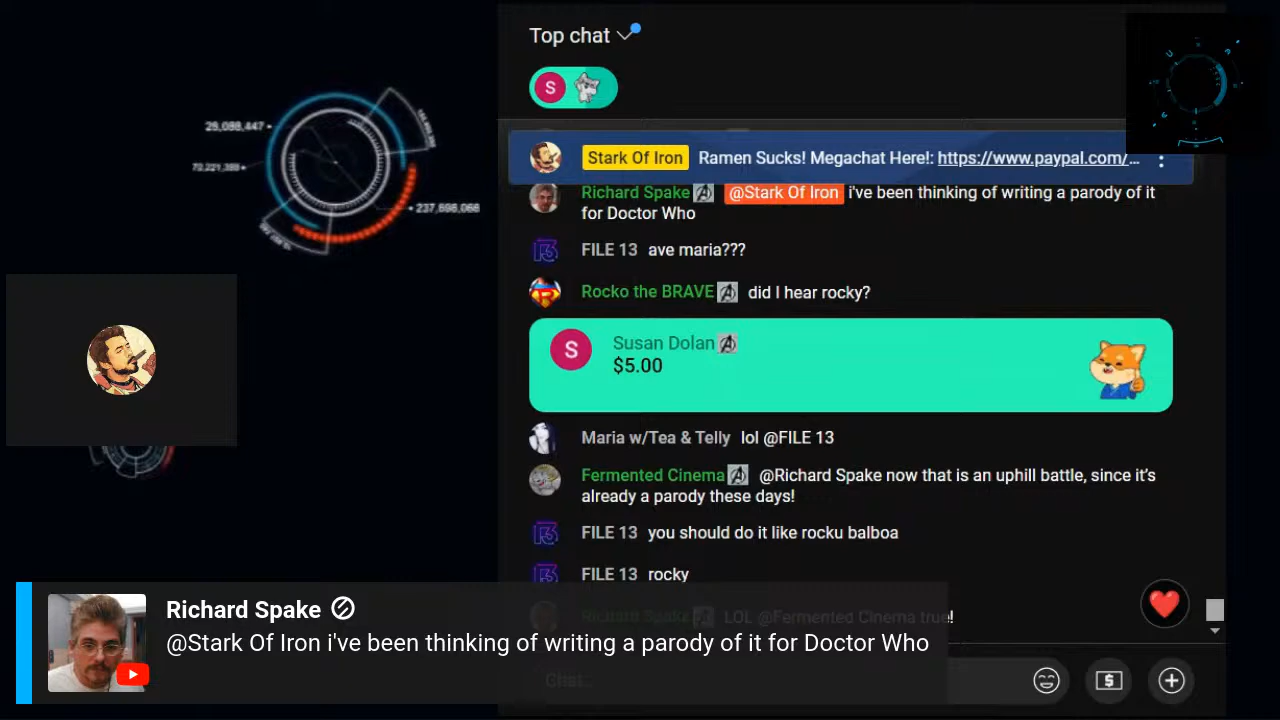 Top chat
S
Stark Of Iron Ramen Sucks! Megachat Here!: https://www.paypal.com/…
Richard Spake @Stark Of Iron i've been thinking of writing a parody of it
for Doctor Who
FILE 13 ave maria???
Rocko the BRAVE did I hear rocky?
S Susan Dolan
$5.00
Maria w/Tea & Telly lol @FILE 13
Fermented Cinema @Richard Spake now that is an uphill battle, since it's
already a parody these days!
FILE 13 you should do it like rocku balboa
FILE 13 rocky
Richard Spake LOL @Fermented Cinema true!
Chat...
237,698,066
Richard Spake
@Stark Of Iron i've been thinking of writing a parody of it for Doctor Who